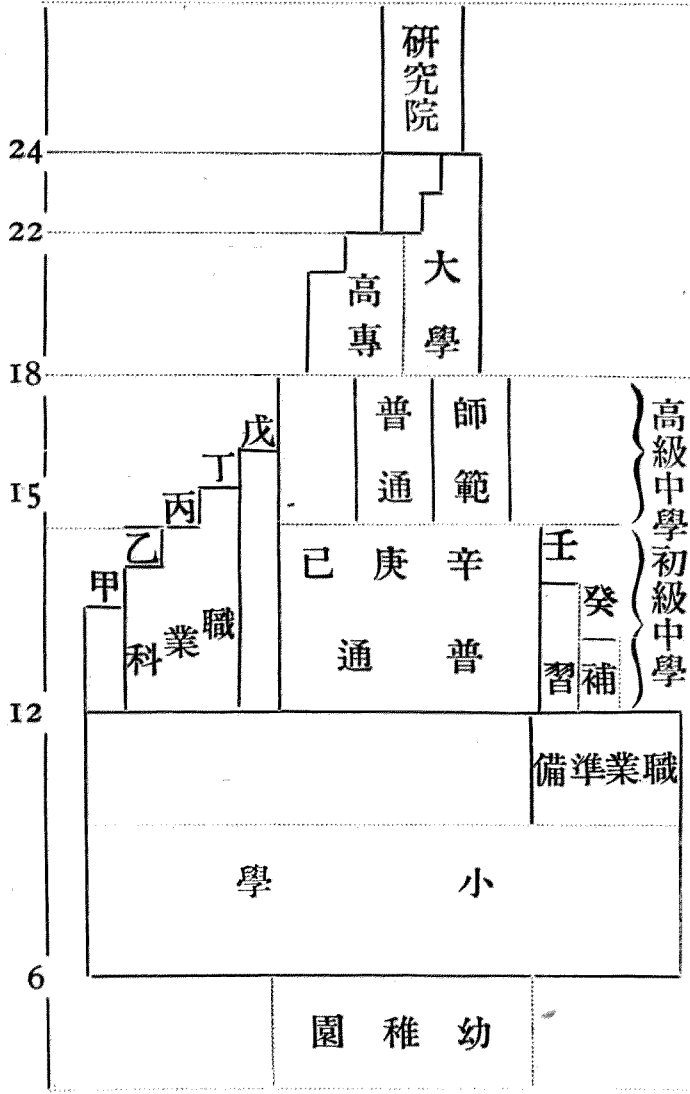 研究院
24
22
大學
高專
18
高級中學
師範
普通
戊
丁
15
丙
乙
甲
職業科
辛庚已
普通
壬
癸
補習
初級中學
12
職業準備
小學
6
幼稚園